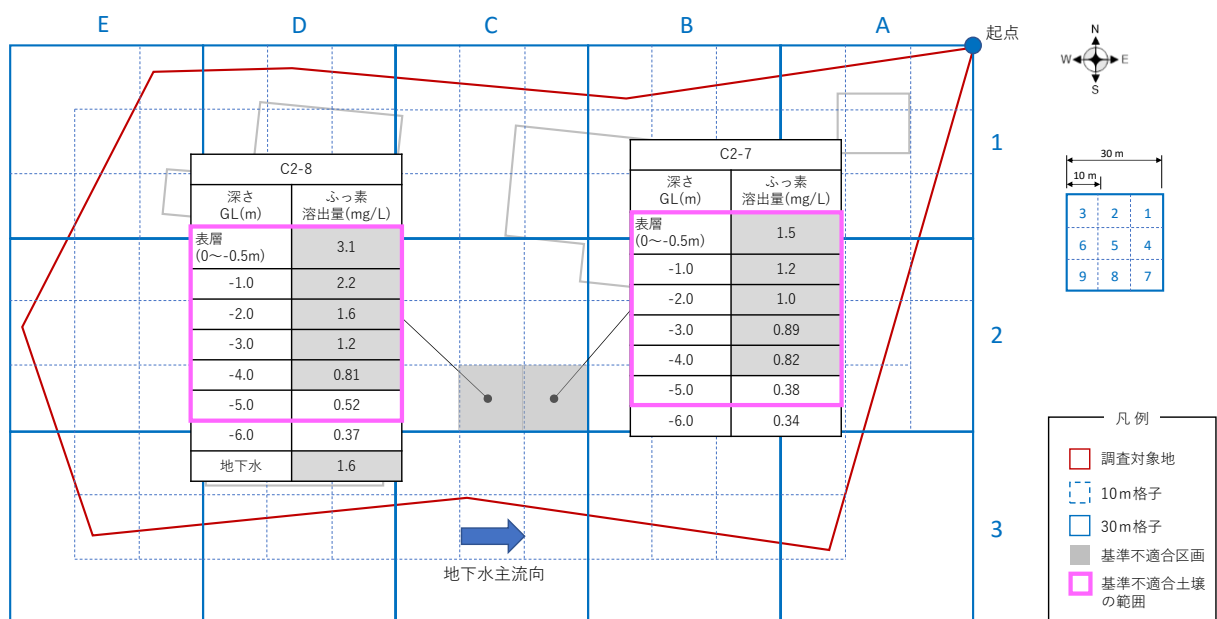 E D C B A
起点
N
W E
S
1
2
3
30 m
10 m
3 2 1
6 5 4
9 8 7
C2-8
深さ
GL(m)
ふっ素
溶出量(mg/L)
表層
(0～-0.5m)
3.1
-1.0 2.2
-2.0 1.6
-3.0 1.2
-4.0 0.81
-5.0 0.52
-6.0 0.37
地下水 1.6
C2-7
深さ
GL(m)
ふっ素
溶出量(mg/L)
表層
(0～-0.5m)
1.5
-1.0 1.2
-2.0 1.0
-3.0 0.89
-4.0 0.82
-5.0 0.38
-6.0 0.34
地下水主流向
凡 例
調査対象地
10ｍ格子
30ｍ格子
基準不適合区画
基準不適合土壌
の範囲